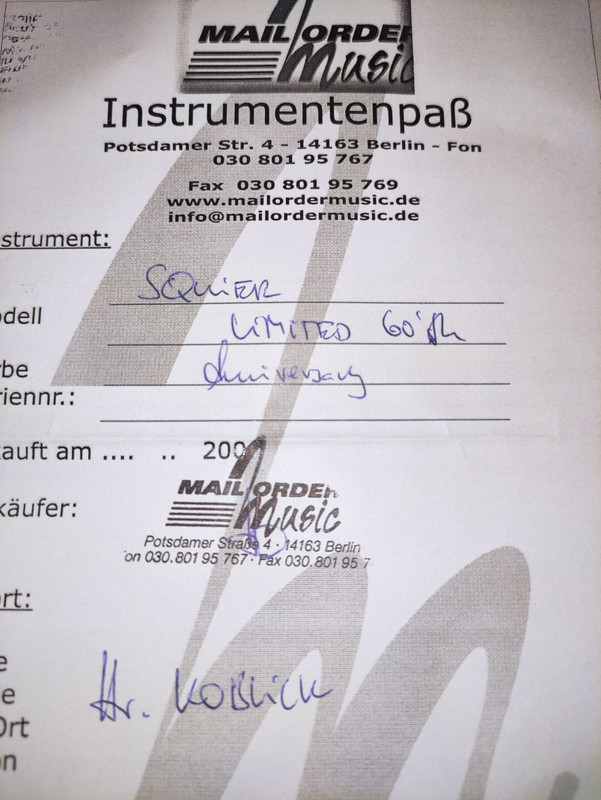 MAIL ORDER
Music
Instrumentenpaß
Potsdamer Str. 4 - 14163 Berlin - Fon
030 801 95 767
Fax 030 801 95 769
www.mailordermusic.de
info@mailordermusic.de
strument:
SQUIER
dell
LIMITED 60'th
be
Anniversary
riennr.:
auft am .... .. 200
käufer:
MAIL ORDER
Music
Potsdamer Straße 4 · 14163 Berlin
on 030.801 95 767 · Fax 030.801 95 7
rt:
e
Hr. KOBLICK
e
Ort
on